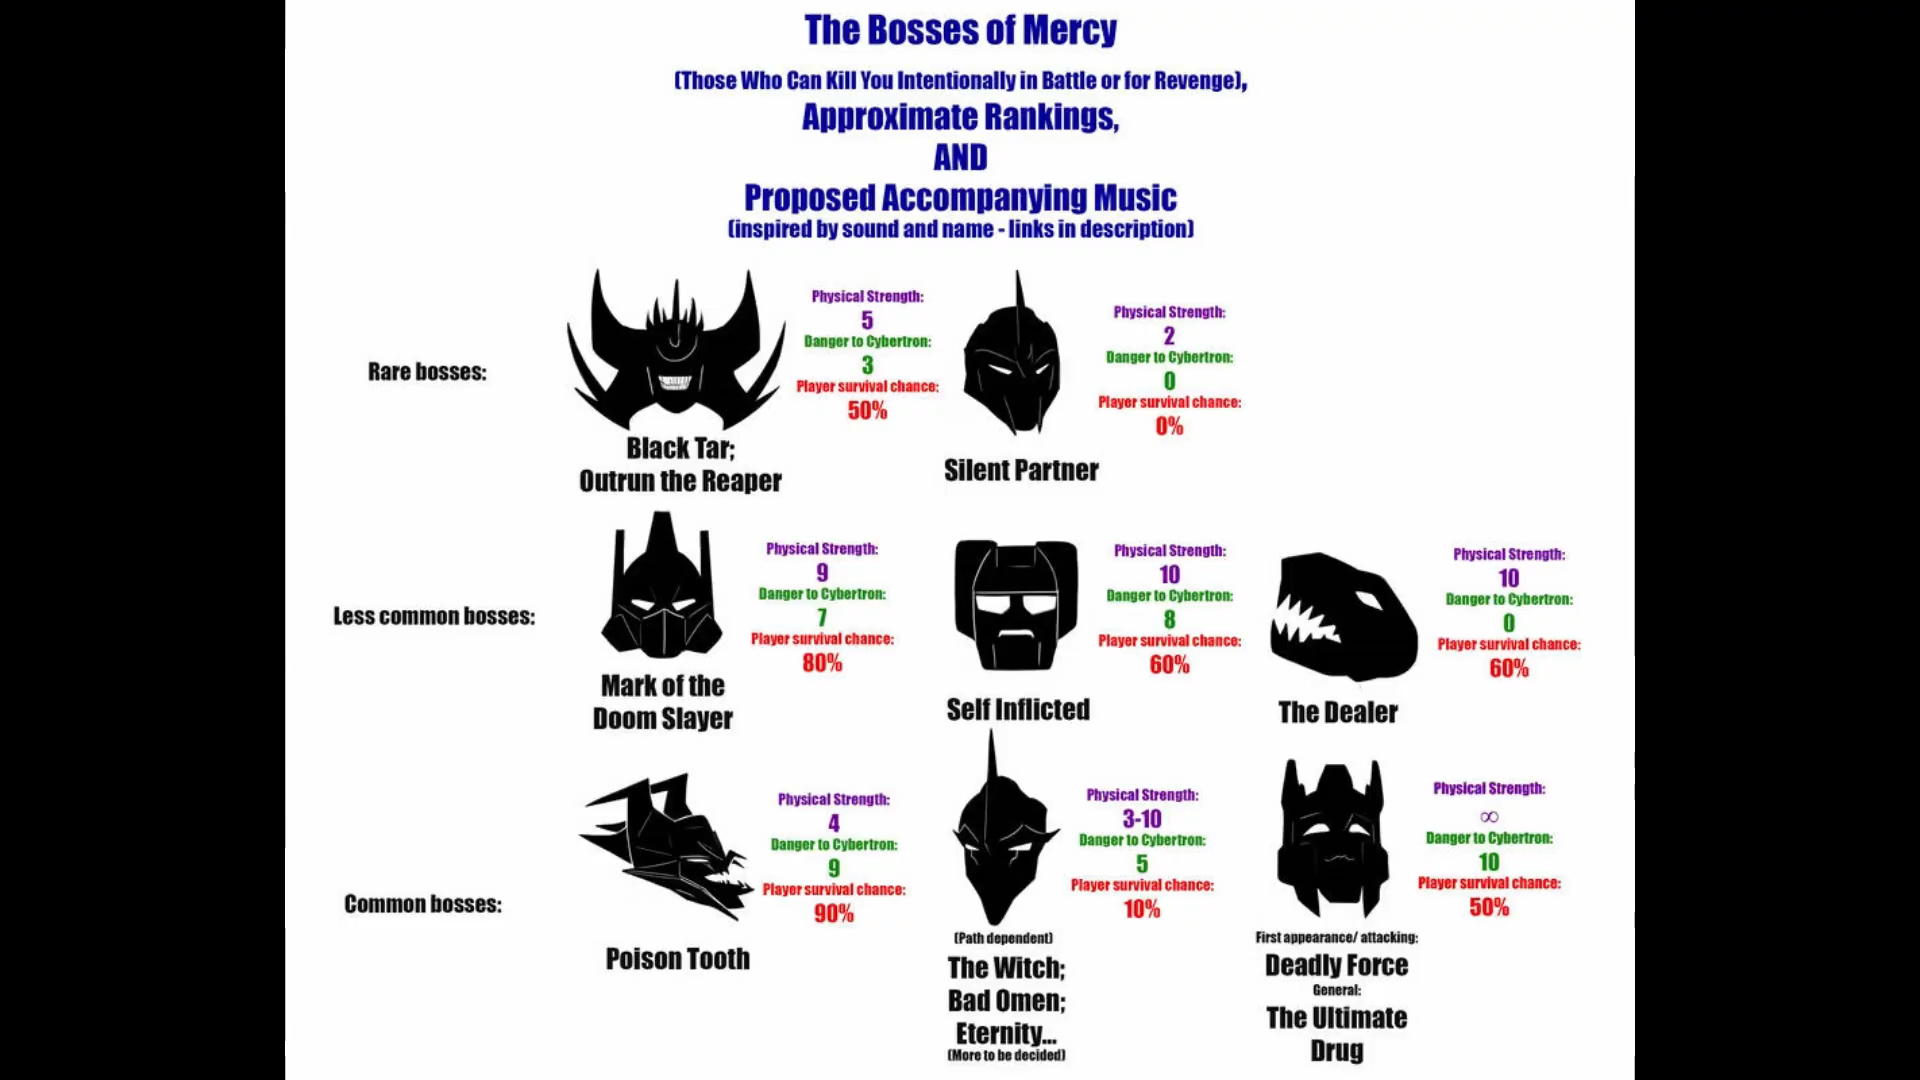 The Bosses of Mercy
(Those Who Can Kill You Intentionally in Battle or for Revenge),
Approximate Rankings,
AND
Proposed Accompanying Music
(inspired by sound and name - links in description)
Rare bosses:
Physical Strength:
5
Danger to Cybertron:
3
Player survival chance:
50%
Black Tar;
Outrun the Reaper
Physical Strength:
2
Danger to Cybertron:
0
Player survival chance:
0%
Silent Partner
Less common bosses:
Physical Strength:
9
Danger to Cybertron:
7
Player survival chance:
80%
Mark of the
Doom Slayer
Physical Strength:
10
Danger to Cybertron:
8
Player survival chance:
60%
Self Inflicted
Physical Strength:
10
Danger to Cybertron:
0
Player survival chance:
60%
The Dealer
Common bosses:
Physical Strength:
4
Danger to Cybertron:
9
Player survival chance:
90%
Poison Tooth
Physical Strength:
3-10
Danger to Cybertron:
5
Player survival chance:
10%
(Path dependent)
The Witch;
Bad Omen;
Eternity...
(More to be decided)
Physical Strength:
∞
Danger to Cybertron:
10
Player survival chance:
50%
First appearance/ attacking:
Deadly Force
General:
The Ultimate
Drug